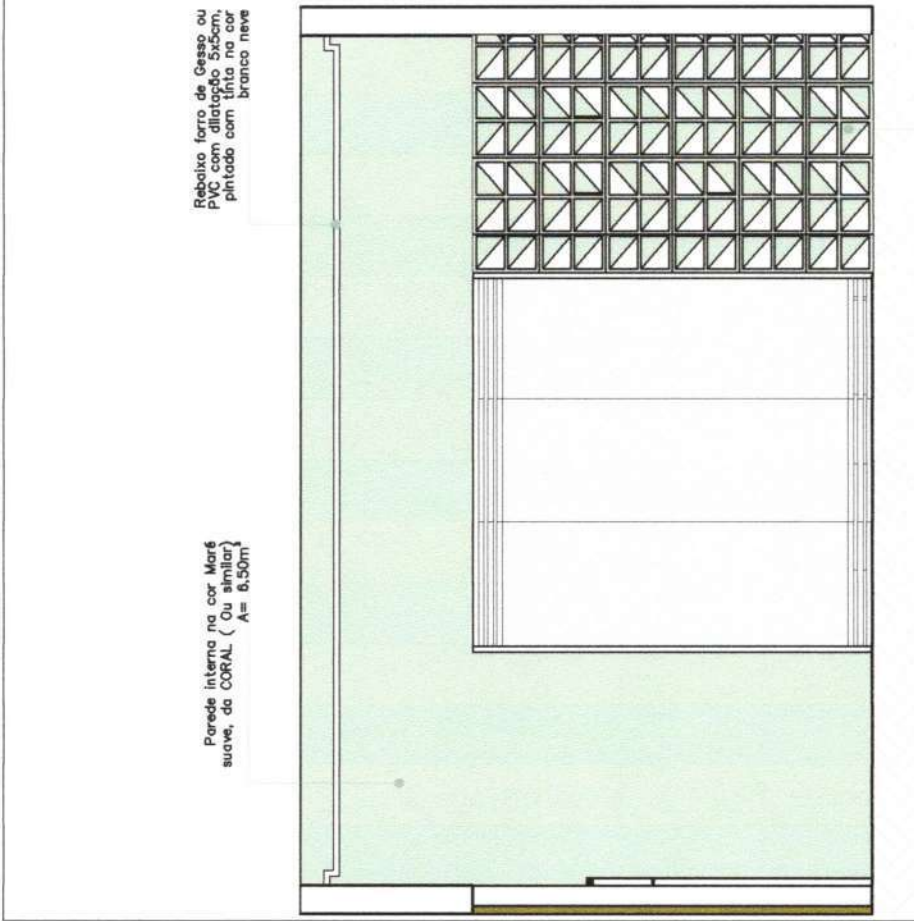 Rebaixo forro de Gesso ou
PVC com dilatação 5x5cm,
pintado com tinta na cor
branco neve
Parede interna na cor Maré
suave, da CORAL ( Ou similar)
A= 6,50m²